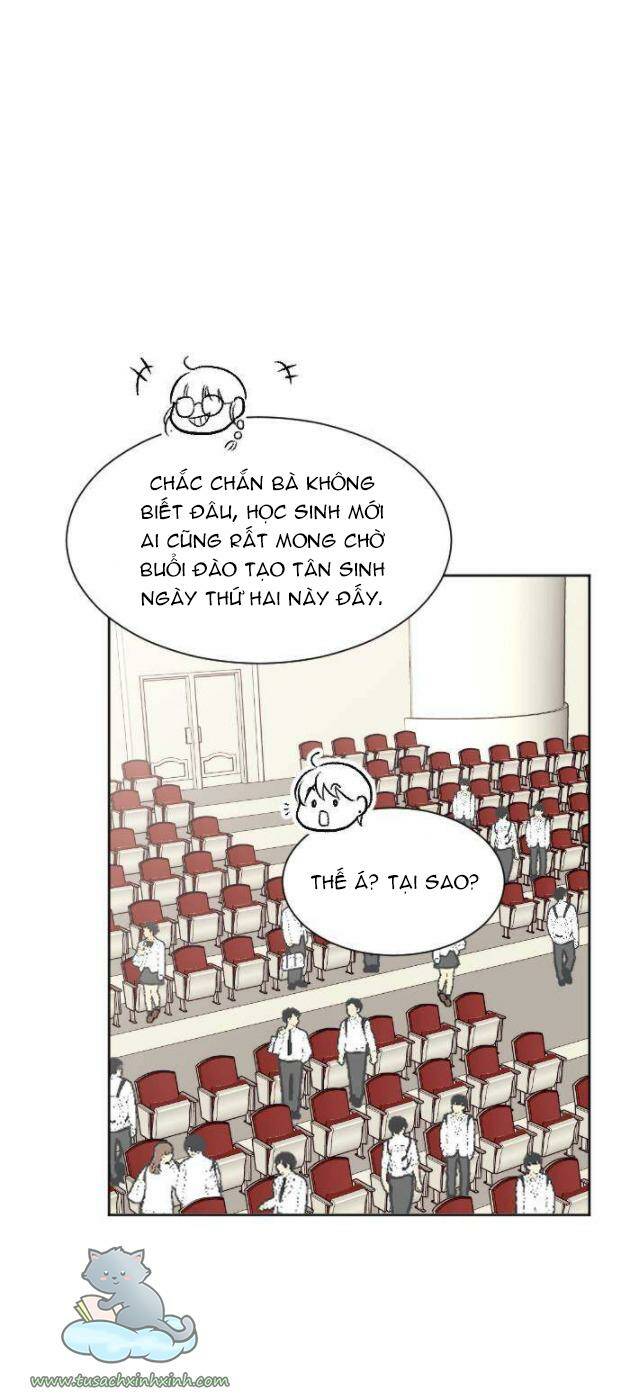 CHẮC CHẮN BÀ KHÔNG
BIẾT ĐÂU, HỌC SINH MỚI
AI CŨNG RẤT MONG CHỜ
BUỔI ĐÀO TẠO TÂN SINH
NGÀY THỨ HAI NÀY ĐẤY.
THẾ Á? TẠI SAO?
www.tusachxinhxinh.com